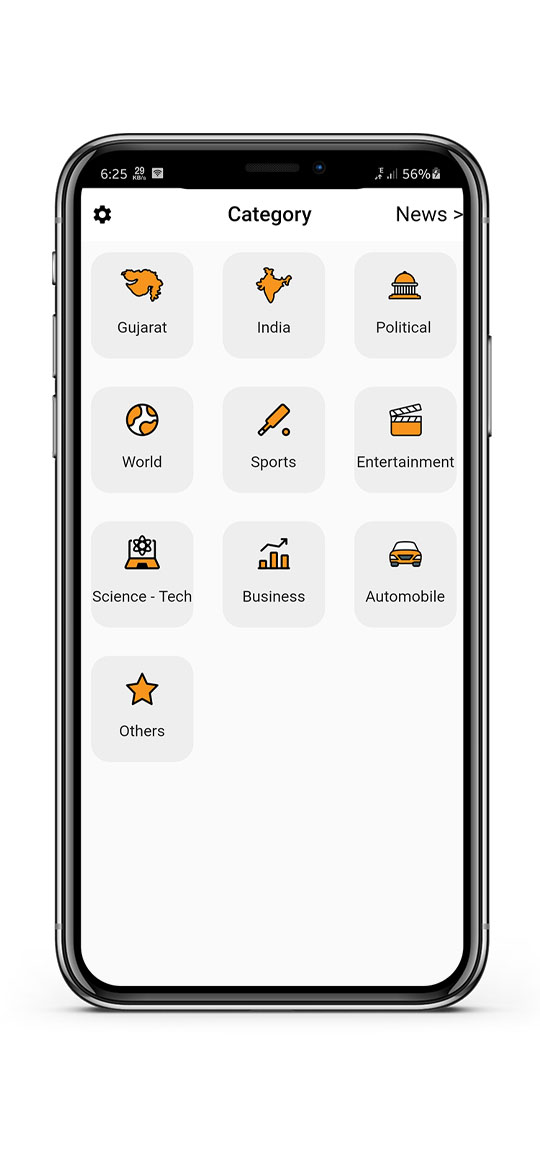 6:25 29 KB/s E 56%
Category News >
Gujarat India Political
World Sports Entertainment
Science - Tech Business Automobile
Others